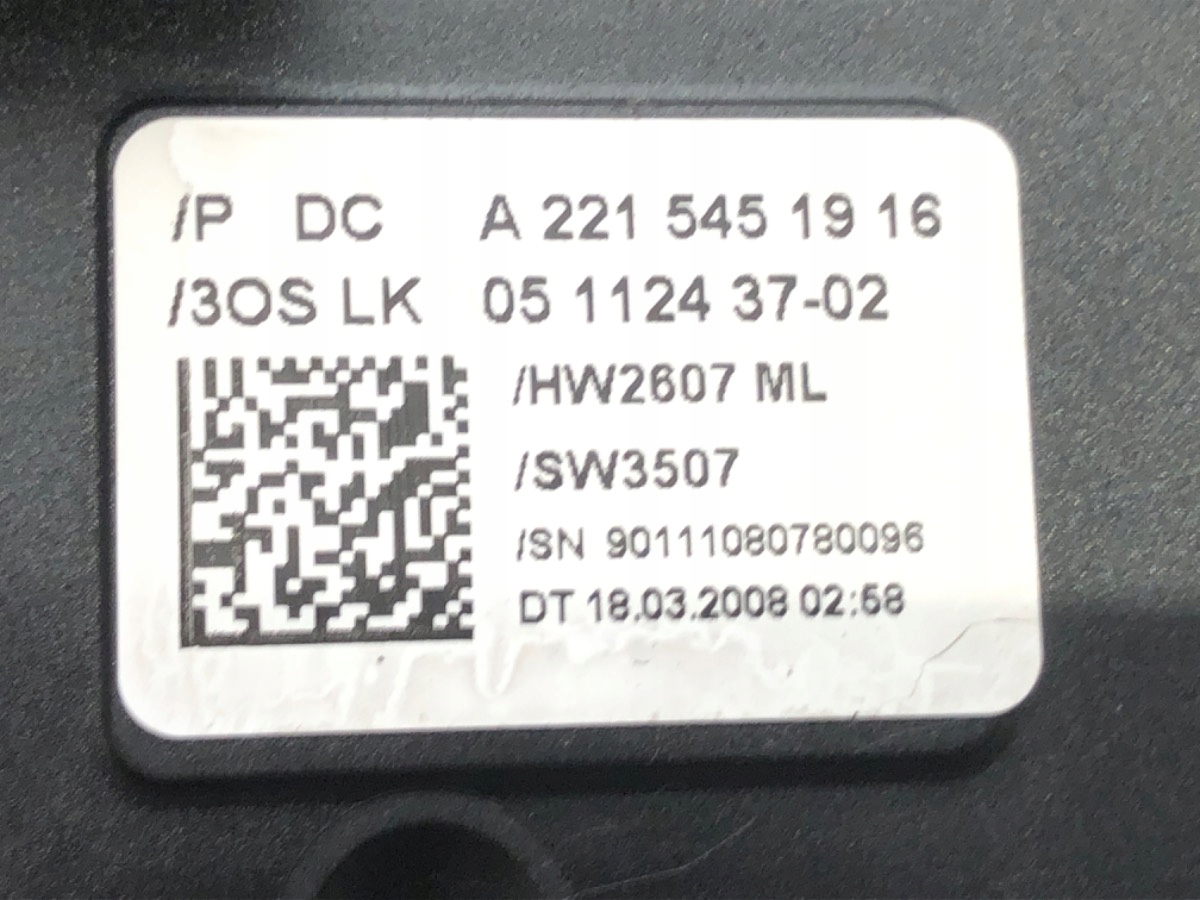 /P DC A 221 545 19 16
/3OS LK 05 1124 37-02
/HW2607 ML
/SW3507
/SN 90111080780096
DT 18.03.2008 02:58